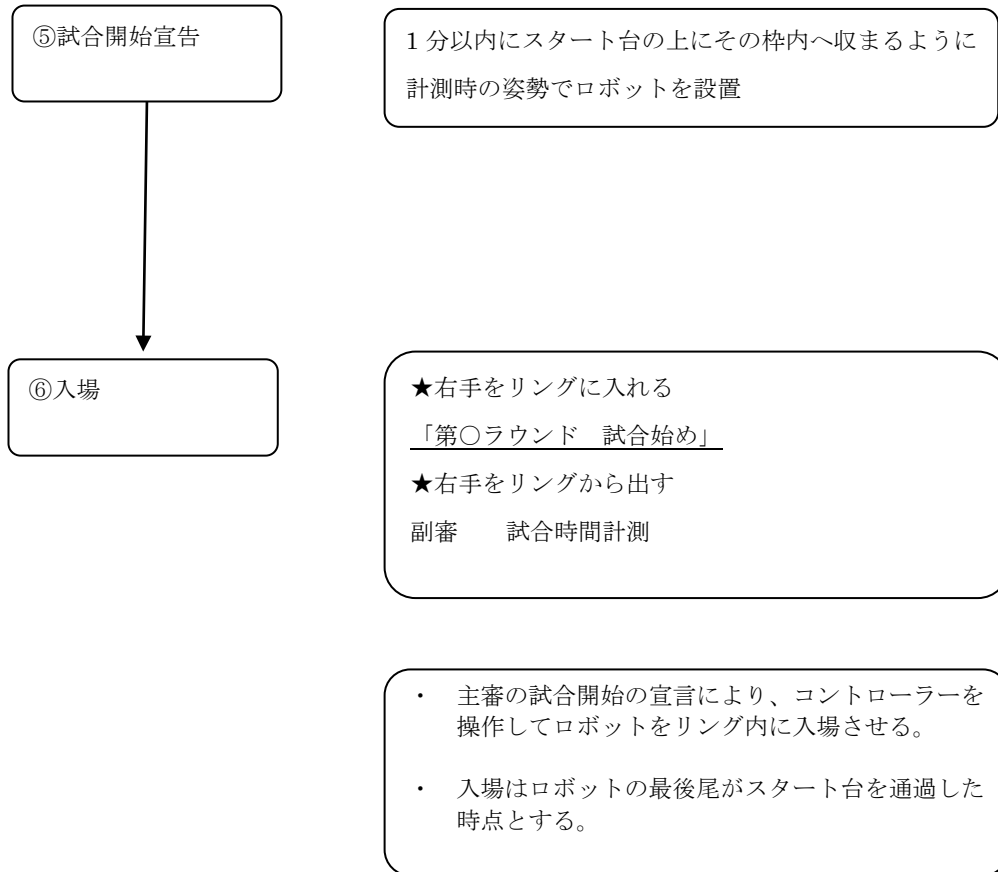 ⑤試合開始宣告
1 分以内にスタート台の上にその枠内へ収まるように
計測時の姿勢でロボットを設置
⑥入場
★右手をリングに入れる
「第〇ラウンド　試合始め」
★右手をリングから出す
副審　　試合時間計測
・　主審の試合開始の宣言により、コントローラーを
操作してロボットをリング内に入場させる。
・　入場はロボットの最後尾がスタート台を通過した
時点とする。